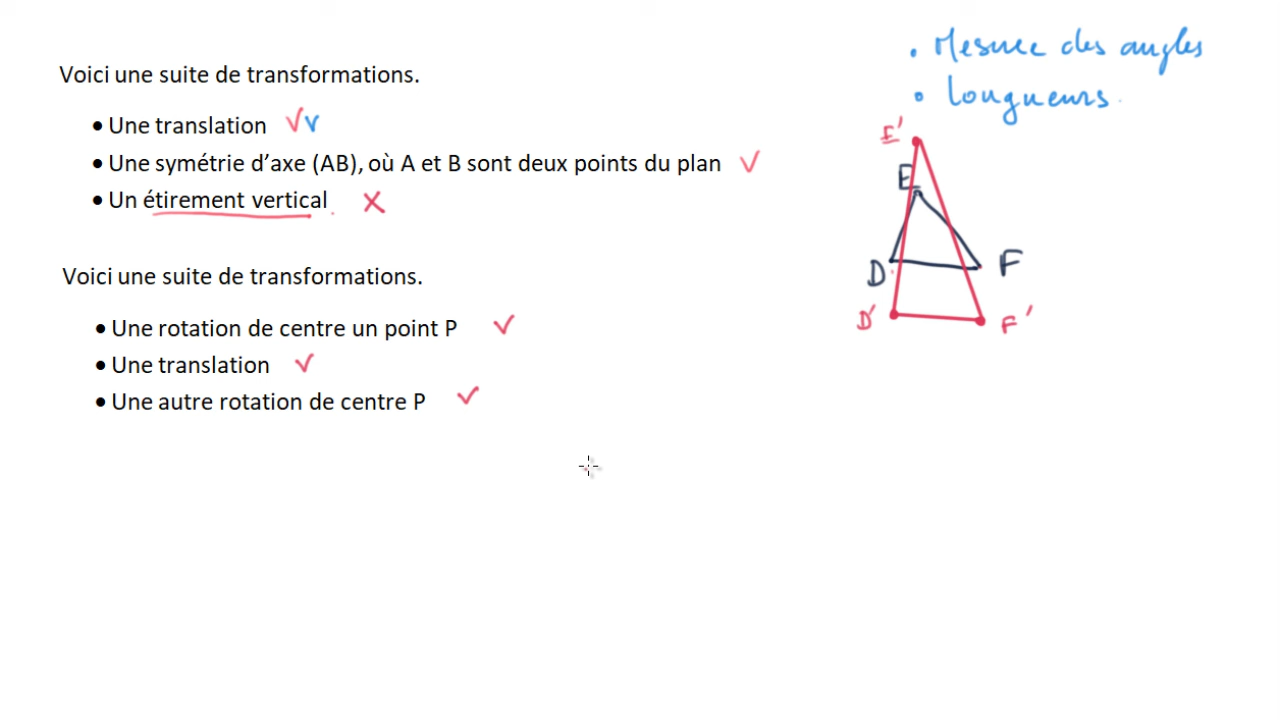 • Mesure des angles
• longueurs
Voici une suite de transformations.
• Une translation
• Une symétrie d'axe (AB), où A et B sont deux points du plan
• Un étirement vertical
E'
E
D
F
D'
F'
Voici une suite de transformations.
• Une rotation de centre un point P
• Une translation
• Une autre rotation de centre P